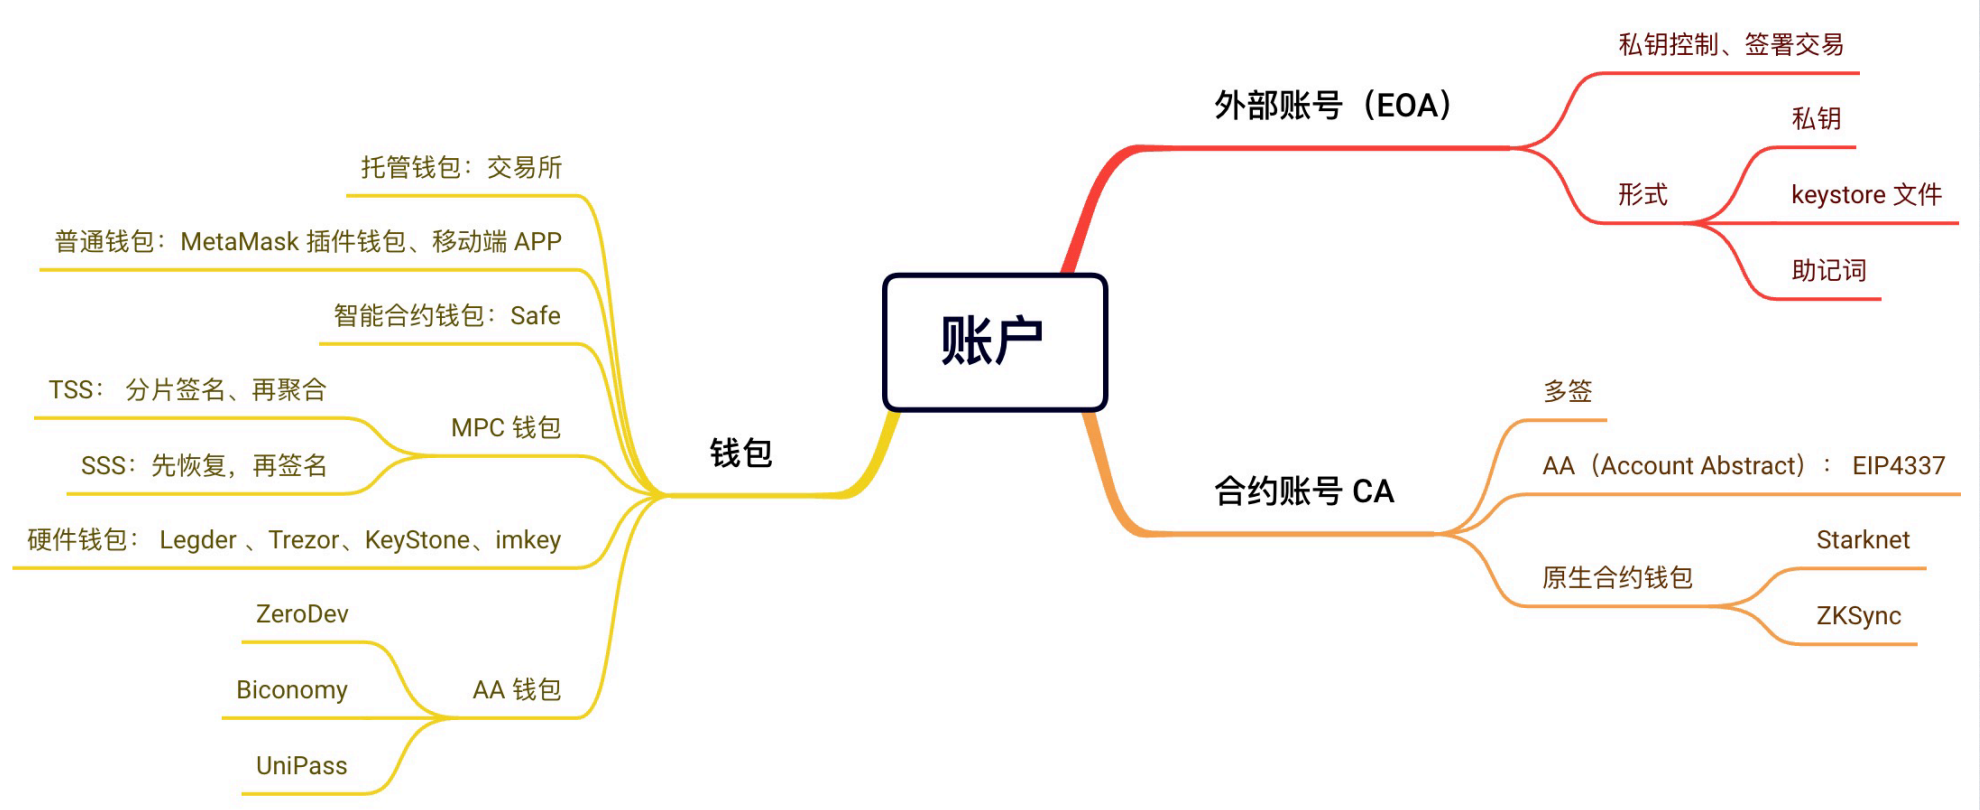 账户
外部账号（EOA）
私钥控制、签署交易
形式
私钥
keystore 文件
助记词
合约账号 CA
多签
AA（Account Abstract）： EIP4337
原生合约钱包
Starknet
ZKSync
钱包
托管钱包：交易所
普通钱包：MetaMask 插件钱包、移动端 APP
智能合约钱包：Safe
MPC 钱包
TSS： 分片签名、再聚合
SSS：先恢复，再签名
硬件钱包： Legder 、Trezor、KeyStone、imkey
AA 钱包
ZeroDev
Biconomy
UniPass